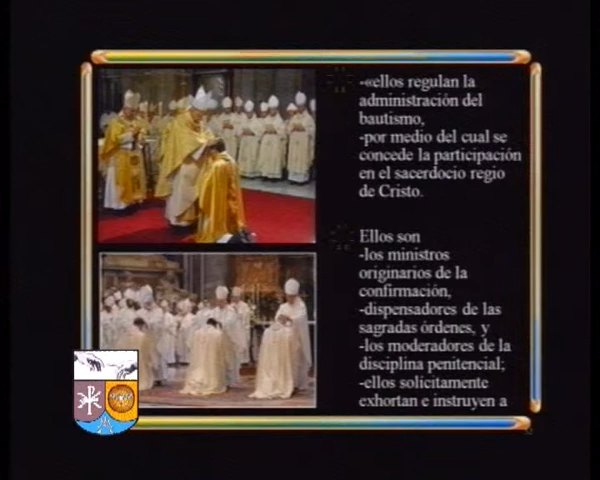 -«ellos regulan la
administración del
bautismo,
-por medio del cual se
concede la participación
en el sacerdocio regio
de Cristo.
Ellos son
-los ministros
originarios de la
confirmación,
-dispensadores de las
sagradas órdenes, y
-los moderadores de la
disciplina penitencial;
-ellos solicitamente
exhortan e instruyen a